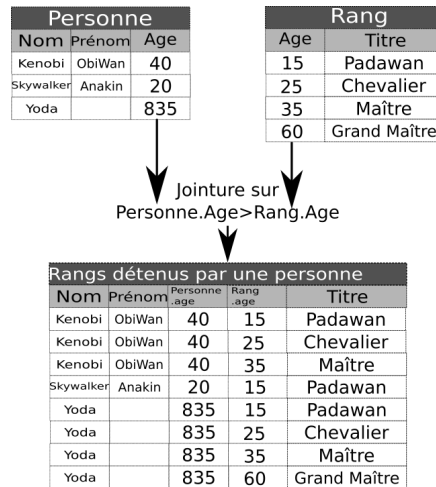 Personne
Nom Prénom Age
Kenobi ObiWan 40
Skywalker Anakin 20
Yoda 835
Rang
Age Titre
15 Padawan
25 Chevalier
35 Maître
60 Grand Maître
Jointure sur
Personne.Age>Rang.Age
Rangs détenus par une personne
Nom Prénom Personne.age Rang.age Titre
Kenobi ObiWan 40 15 Padawan
Kenobi ObiWan 40 25 Chevalier
Kenobi ObiWan 40 35 Maître
Skywalker Anakin 20 15 Padawan
Yoda 835 15 Padawan
Yoda 835 25 Chevalier
Yoda 835 35 Maître
Yoda 835 60 Grand Maître